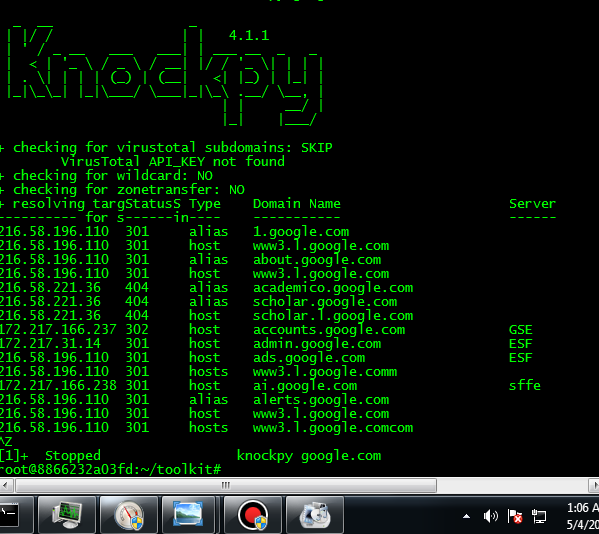 Knockpy 4.1.1
+ checking for virustotal subdomains: SKIP
VirusTotal API_KEY not found
+ checking for wildcard: NO
+ checking for zonetransfer: NO
+ resolving targStatusS Type Domain Name Server
----------- for s------in---- ----------- ------
216.58.196.110 301 alias 1.google.com
216.58.196.110 301 host www3.l.google.com
216.58.196.110 301 alias about.google.com
216.58.196.110 301 host www3.l.google.com
216.58.221.36 404 alias academico.google.com
216.58.221.36 404 alias scholar.google.com
216.58.221.36 404 host scholar.l.google.com
172.217.166.237 302 host accounts.google.com GSE
172.217.31.14 301 host admin.google.com ESF
216.58.196.110 301 host ads.google.com ESF
216.58.196.110 301 hosts www3.l.google.comm
172.217.166.238 301 host ai.google.com sffe
216.58.196.110 301 alias alerts.google.com
216.58.196.110 301 host www3.l.google.com
216.58.196.110 301 hosts www3.l.google.comcom
^Z
[1]+ Stopped knockpy google.com
root@8866232a03fd:~/toolkit#
1:06 A
5/4/20